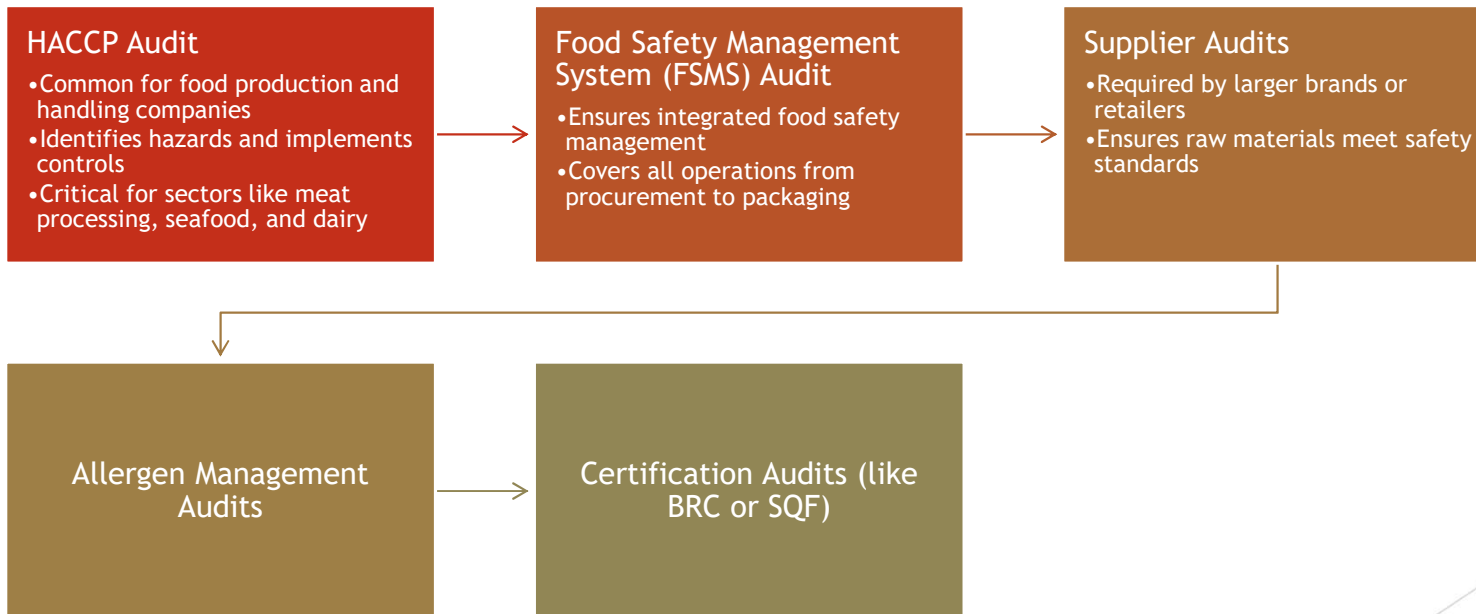 HACCP Audit
•Common for food production and
handling companies
•Identifies hazards and implements
controls
•Critical for sectors like meat
processing, seafood, and dairy
Food Safety Management
System (FSMS) Audit
•Ensures integrated food safety
management
•Covers all operations from
procurement to packaging
Supplier Audits
•Required by larger brands or
retailers
•Ensures raw materials meet safety
standards
Allergen Management
Audits
Certification Audits (like
BRC or SQF)